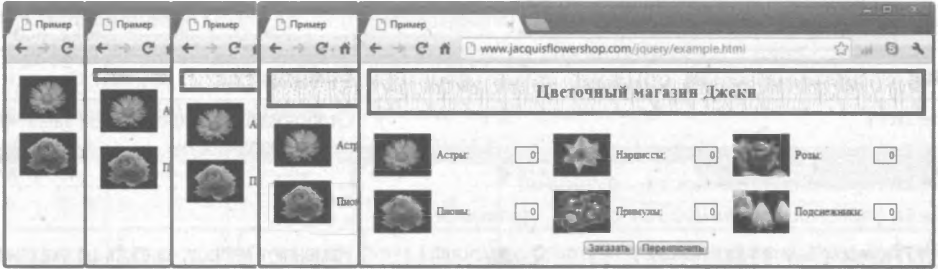 Пример
Пример
Пример
Пример
Пример
www.jacquisflowershop.com/jquery/example.html
Цветочный магазин Джеки
Астры: 0 Нарциссы: 0 Розы: 0
Пионы: 0 Примулы: 0 Подснежники: 0
Заказать Переключить